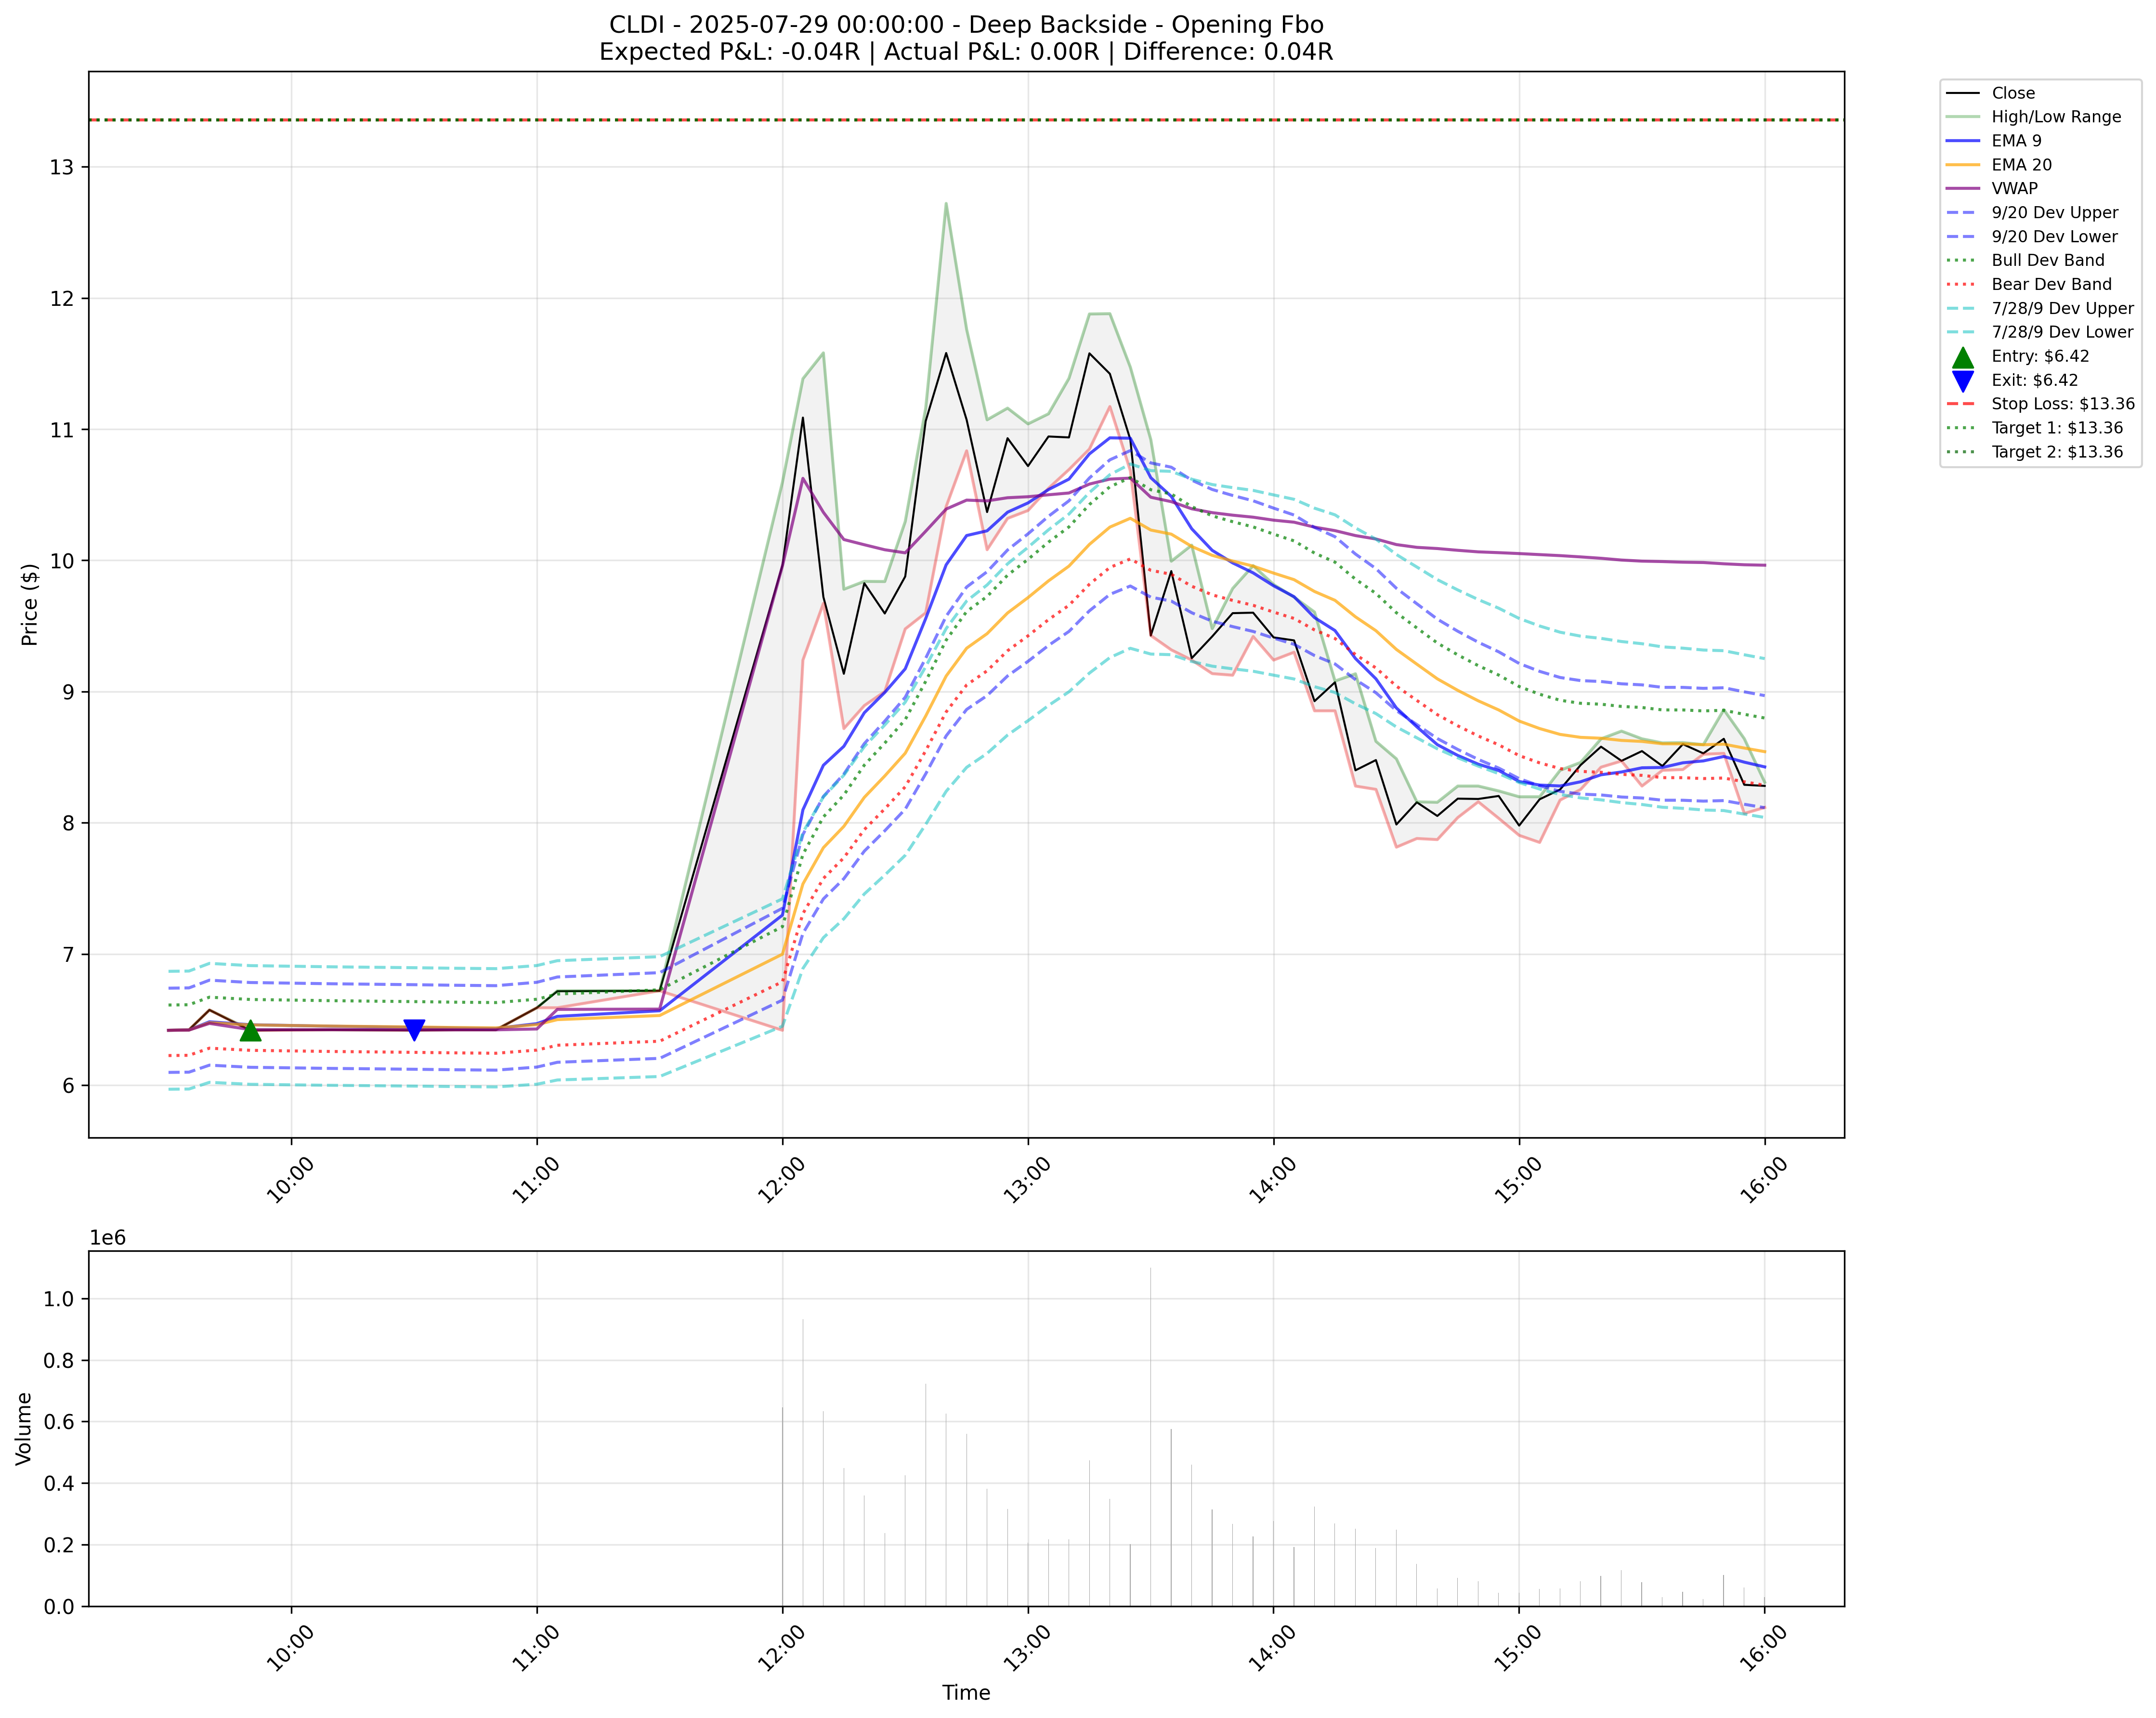 CLDI - 2025-07-29 00:00:00 - Deep Backside - Opening Fbo
Expected P&L: -0.04R | Actual P&L: 0.00R | Difference: 0.04R
Price ($)
13
12
11
10
9
8
7
6
10:00
11:00
12:00
13:00
14:00
15:00
16:00
Close
High/Low Range
EMA 9
EMA 20
VWAP
9/20 Dev Upper
9/20 Dev Lower
Bull Dev Band
Bear Dev Band
7/28/9 Dev Upper
7/28/9 Dev Lower
Entry: $6.42
Exit: $6.42
Stop Loss: $13.36
Target 1: $13.36
Target 2: $13.36
1e6
Volume
1.0
0.8
0.6
0.4
0.2
0.0
10:00
11:00
12:00
13:00
14:00
15:00
16:00
Time